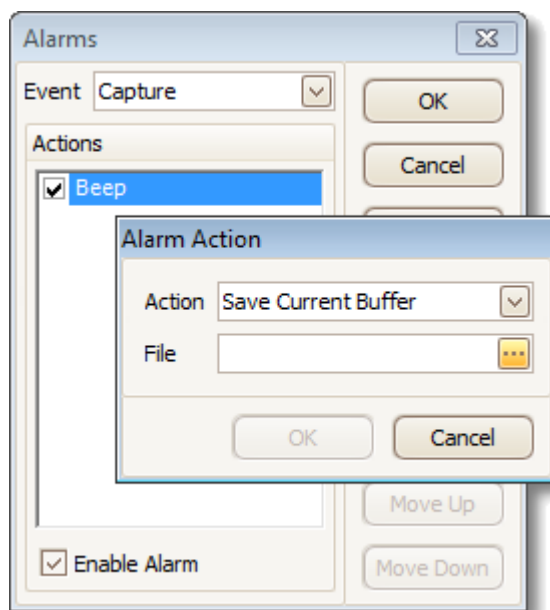 Alarms
Event Capture
OK
Actions
Cancel
Beep
Alarm Action
Action Save Current Buffer
File
OK Cancel
Move Up
Enable Alarm
Move Down